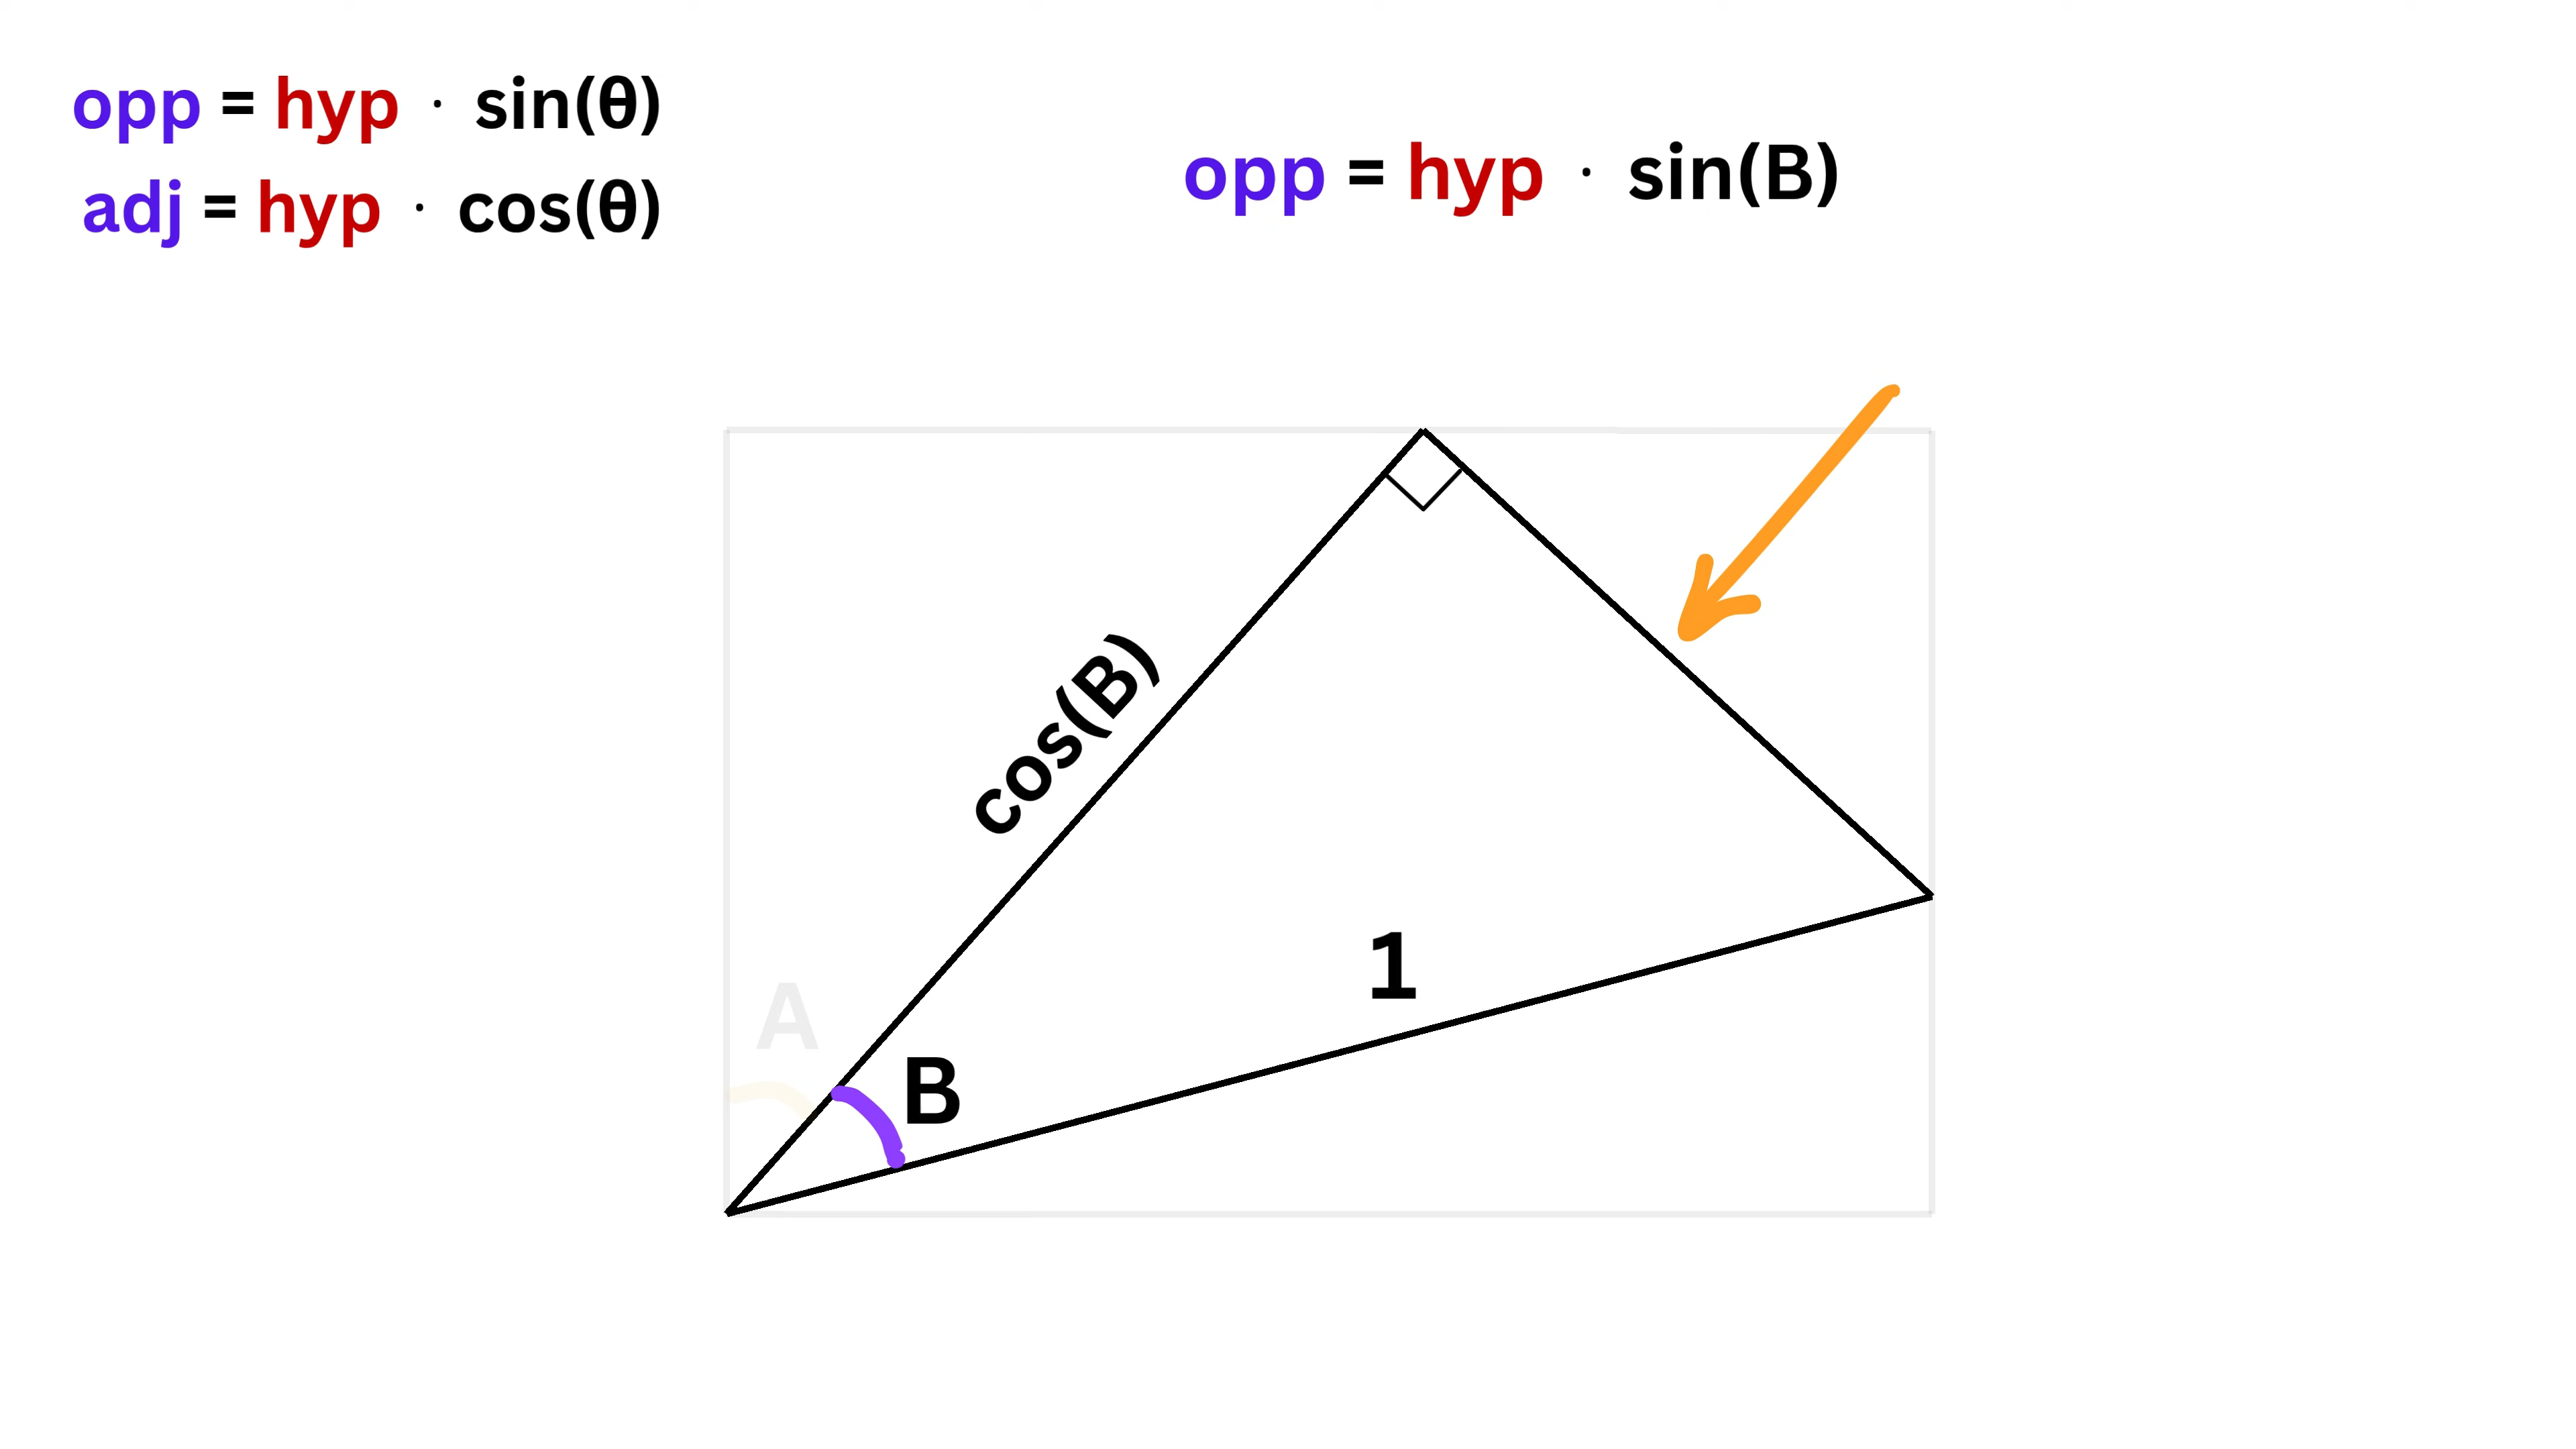 opp = hyp · sin(θ)
adj = hyp · cos(θ)
opp = hyp · sin(B)
cos(B)
1
A
B